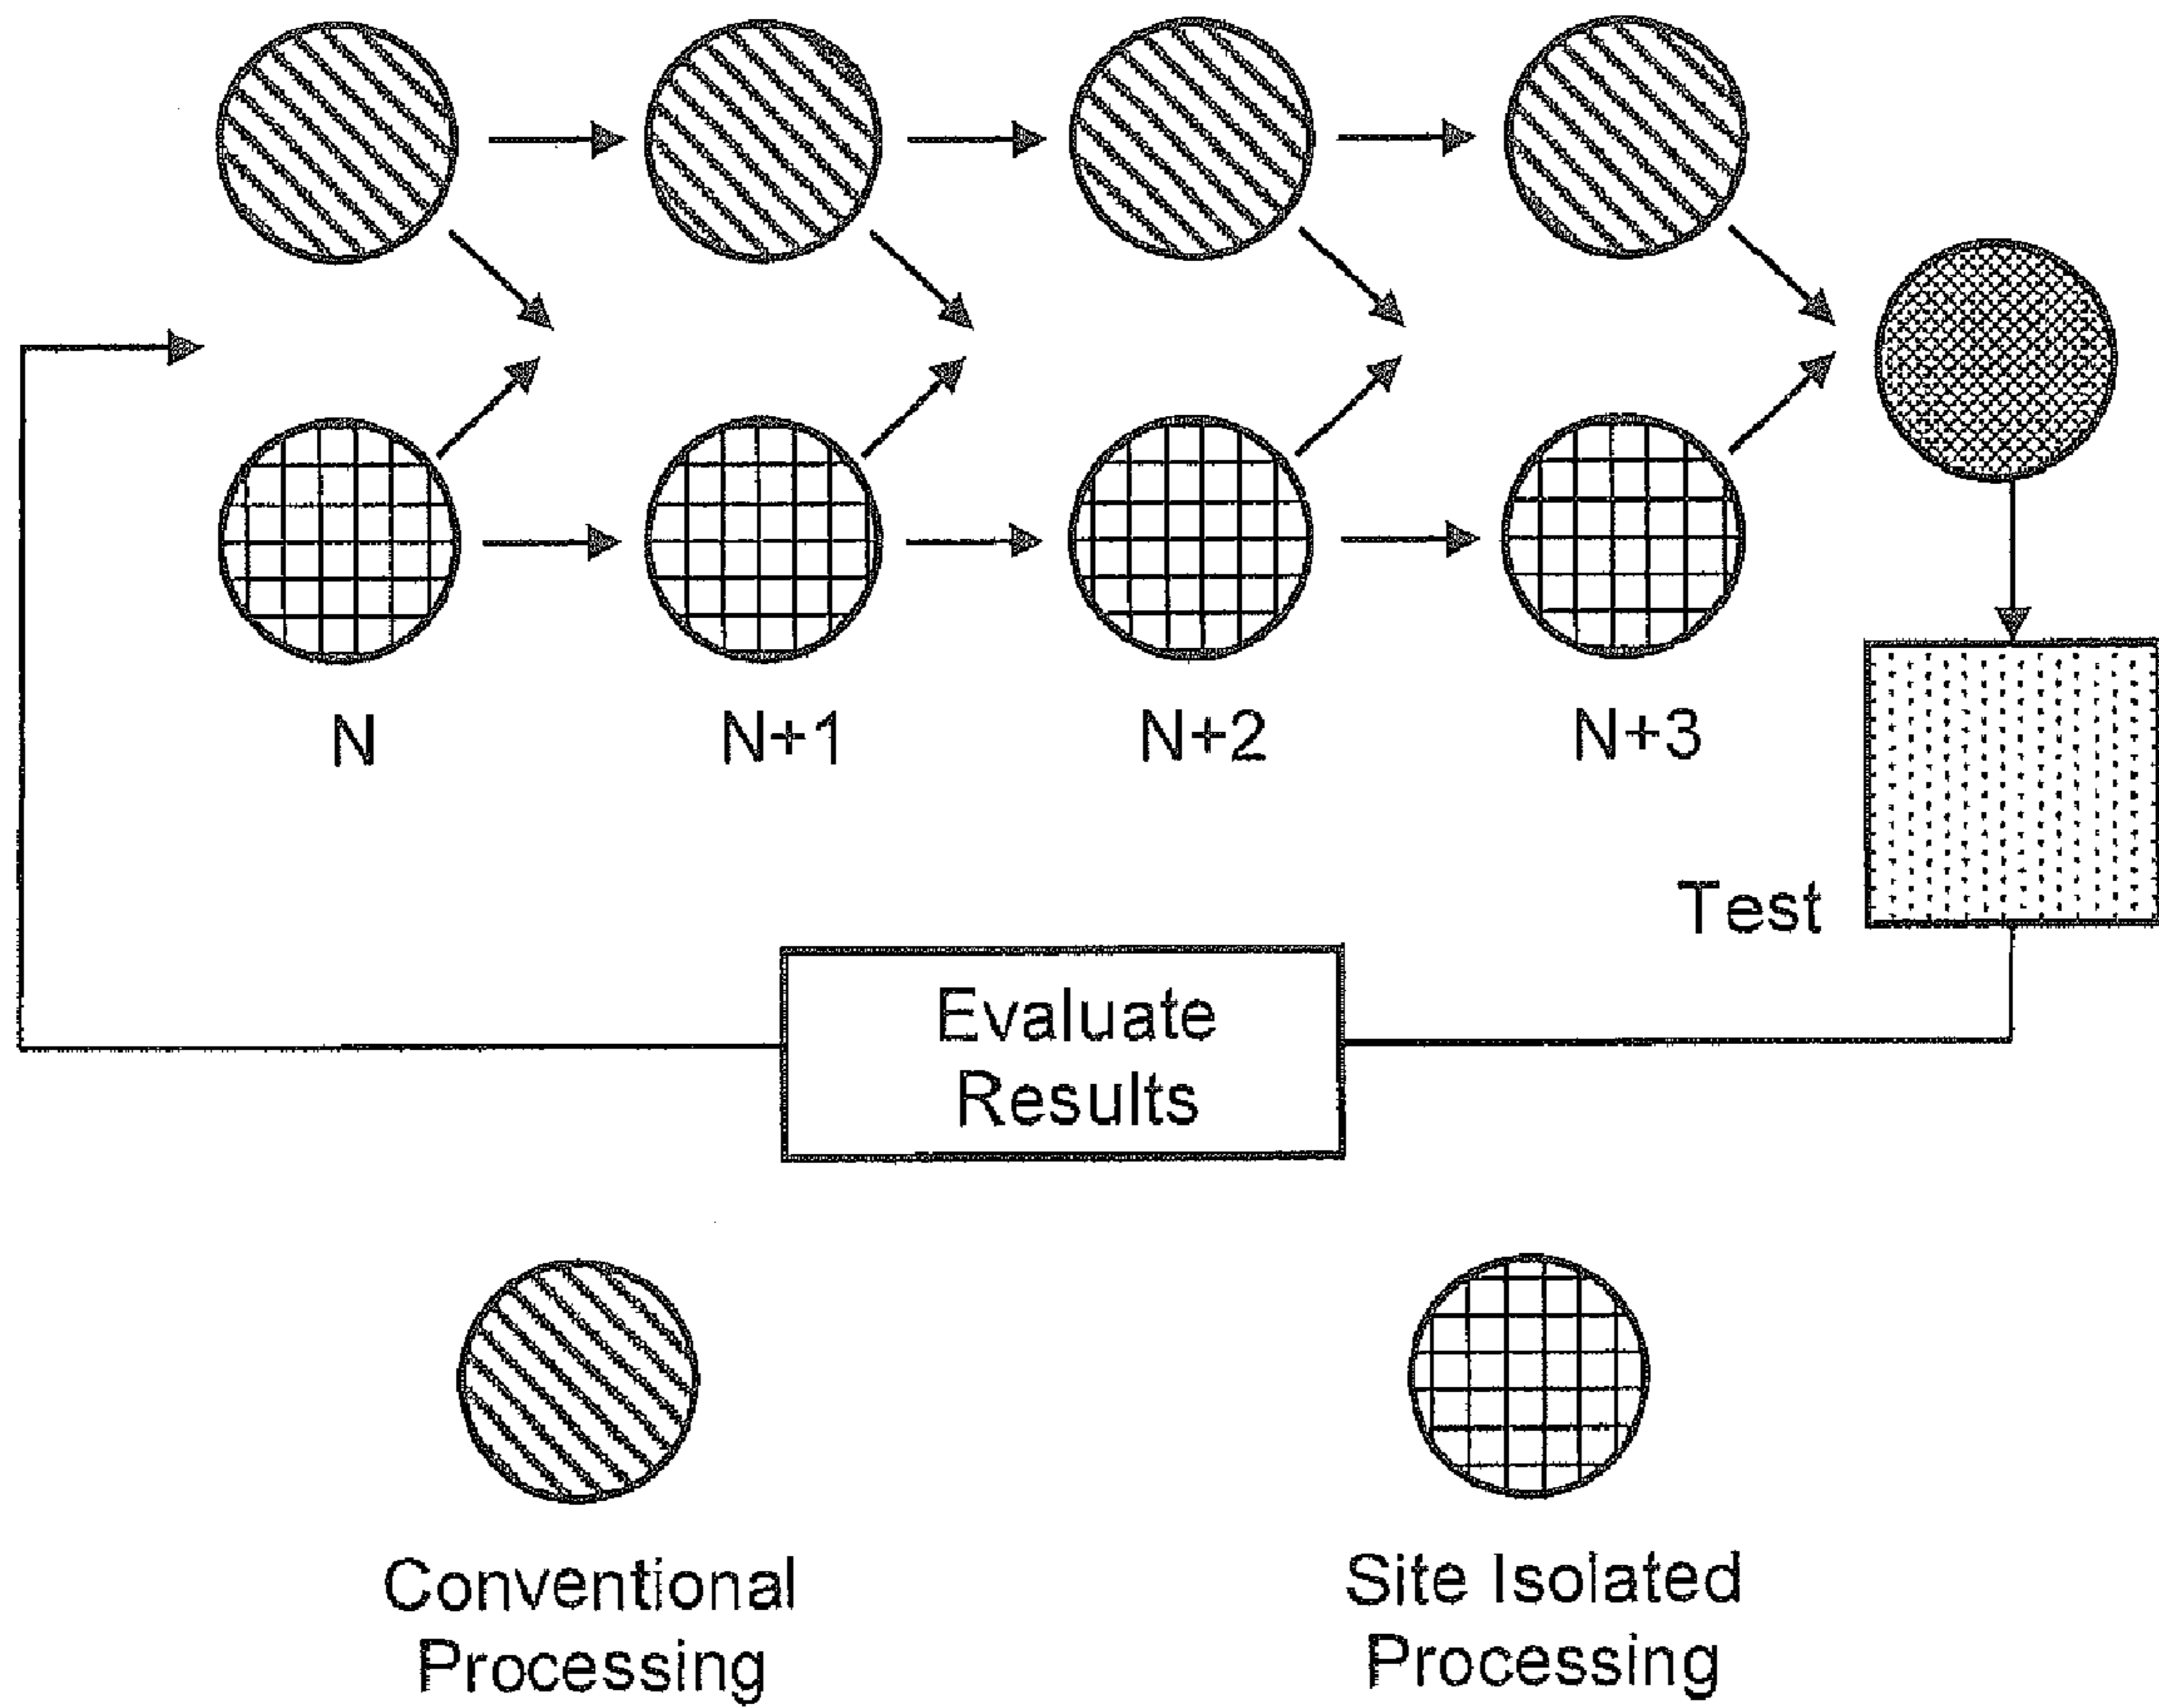 N
N+1
N+2
N+3
Test
Evaluate
Results
Conventional
Processing
Site Isolated
Processing